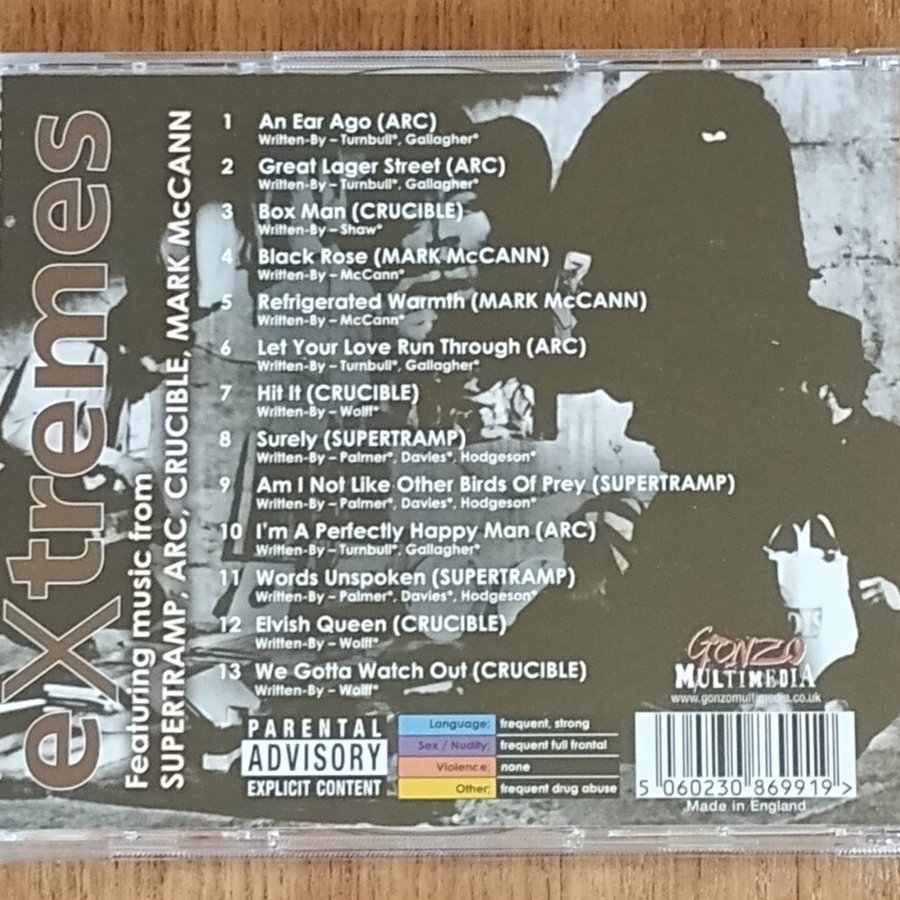 eXtremes
Featuring music from
SUPERTRAMP, ARC, CRUCIBLE, MARK McCANN
1 An Ear Ago (ARC)
Written-By – Turnbull*, Gallagher*
2 Great Lager Street (ARC)
Written-By – Turnbull*, Gallagher*
3 Box Man (CRUCIBLE)
Written-By – Shaw*
4 Black Rose (MARK McCANN)
Written-By – McCann*
5 Refrigerated Warmth (MARK McCANN)
Written-By – McCann*
6 Let Your Love Run Through (ARC)
Written-By – Turnbull*, Gallagher*
7 Hit It (CRUCIBLE)
Written-By – Wolff*
8 Surely (SUPERTRAMP)
Written-By – Palmer*, Davies*, Hodgeson*
9 Am I Not Like Other Birds Of Prey (SUPERTRAMP)
Written-By – Palmer*, Davies*, Hodgeson*
10 I'm A Perfectly Happy Man (ARC)
Written-By – Turnbull*, Gallagher*
11 Words Unspoken (SUPERTRAMP)
Written-By – Palmer*, Davies*, Hodgeson*
12 Elvish Queen (CRUCIBLE)
Written-By – Wolff*
13 We Gotta Watch Out (CRUCIBLE)
Written-By – Wolff*
GONZO
MULTIMEDIA
www.gonzomultimedia.co.uk
PARENTAL
ADVISORY
EXPLICIT CONTENT
Language; frequent, strong
Sex / Nudity; frequent full frontal
Violence; none
Other; frequent drug abuse
5 060230 869919 >
Made in England